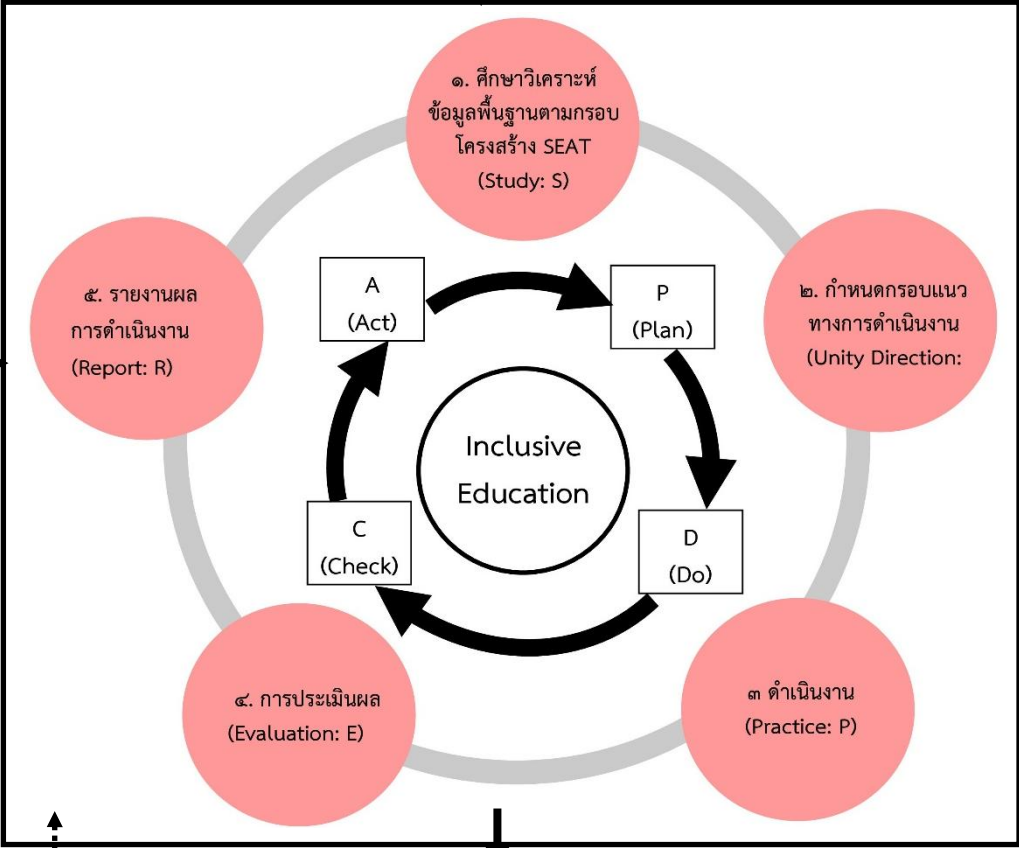 ๑. ศึกษาวิเคราะห์
ข้อมูลพื้นฐานตามกรอบ
โครงสร้าง SEAT
(Study: S)
๒. กำหนดกรอบแนว
ทางการดำเนินงาน
(Unity Direction:
๓ ดำเนินงาน
(Practice: P)
๔. การประเมินผล
(Evaluation: E)
๕. รายงานผล
การดำเนินงาน
(Report: R)
A
(Act)
P
(Plan)
D
(Do)
C
(Check)
Inclusive
Education